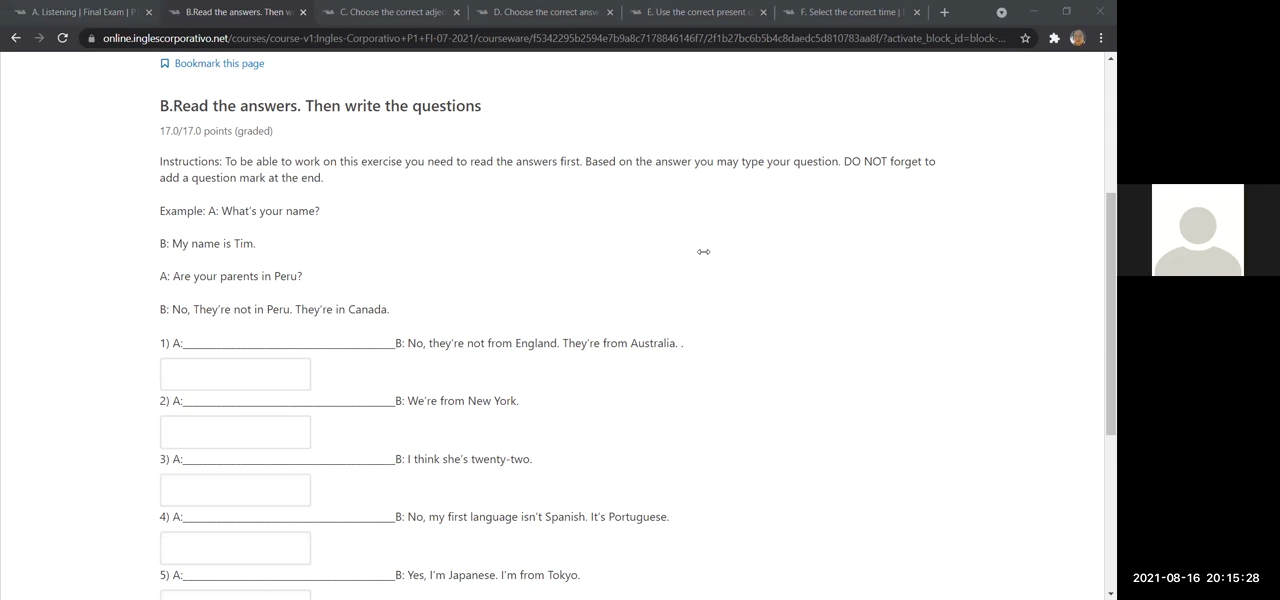 A. Listening | Final Exam | P
B.Read the answers. Then w
C. Choose the correct adje
D. Choose the correct answ
E. Use the correct present c
F. Select the correct time |
online.inglescorporativo.net/courses/course-v1:Ingles-Corporativo+P1+FI-07-2021/courseware/f5342295b2594e7b9a8c7178846146f7/2f1b27bc6b5b4c8daedc5d810783aa8f/?activate_block_id=block-...
Bookmark this page
B.Read the answers. Then write the questions
17.0/17.0 points (graded)
Instructions: To be able to work on this exercise you need to read the answers first. Based on the answer you may type your question. DO NOT forget to
add a question mark at the end.
Example: A: What's your name?
B: My name is Tim.
A: Are your parents in Peru?
B: No, They're not in Peru. They're in Canada.
1) A:__________________________________B: No, they're not from England. They're from Australia. .
2) A:__________________________________B: We're from New York.
3) A:__________________________________B: I think she's twenty-two.
4) A:__________________________________B: No, my first language isn't Spanish. It's Portuguese.
5) A:__________________________________B: Yes, I'm Japanese. I'm from Tokyo.
2021-08-16 20:15:28